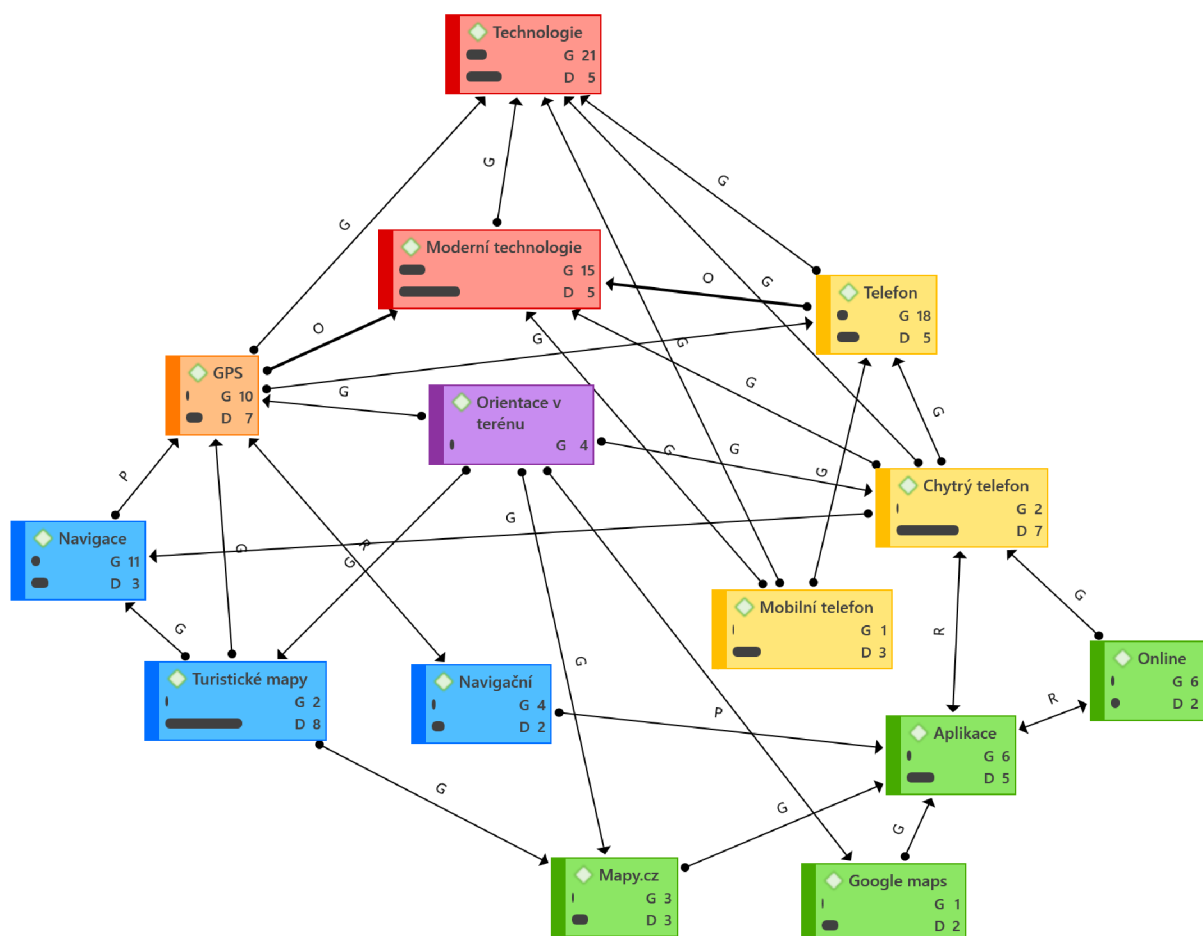 Technologie
G 21
D 5
G
G
G
G
Moderní technologie
G 15
D 5
O
Telefon
G 18
D 5
O
G
G
GPS
G 10
D 7
G
G
G
Orientace v
terénu
G 4
G
G
G
Chytrý telefon
G 2
D 7
P
G
Navigace
G 11
D 3
G
R
G
Mobilní telefon
G 1
D 3
G
R
G
Turistické mapy
G 2
D 8
Navigační
G 4
D 2
G
Online
G 6
D 2
P
R
Aplikace
G 6
D 5
G
G
G
Mapy.cz
G 3
D 3
Google maps
G 1
D 2